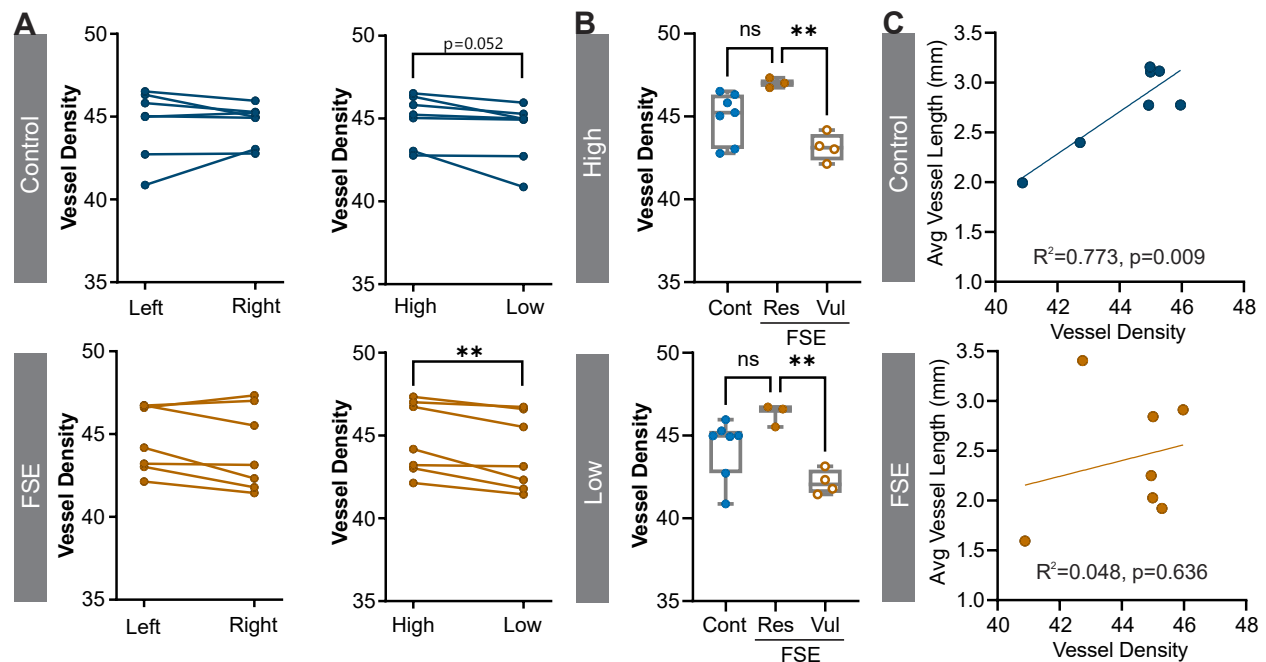 A
B
C
Control
Vessel Density
50
45
40
35
Left
Right
Vessel Density
50
45
40
35
p=0.052
High
Low
High
Vessel Density
50
45
40
35
ns
**
Cont
Res
Vul
FSE
Control
Avg Vessel Length (mm)
3.5
3.0
2.5
2.0
1.5
1.0
R²=0.773, p=0.009
40
42
44
46
48
Vessel Density
FSE
Vessel Density
50
45
40
35
Left
Right
Vessel Density
50
45
40
35
**
High
Low
Low
Vessel Density
50
45
40
35
ns
**
Cont
Res
Vul
FSE
FSE
Avg Vessel Length (mm)
3.5
3.0
2.5
2.0
1.5
1.0
R²=0.048, p=0.636
40
42
44
46
48
Vessel Density